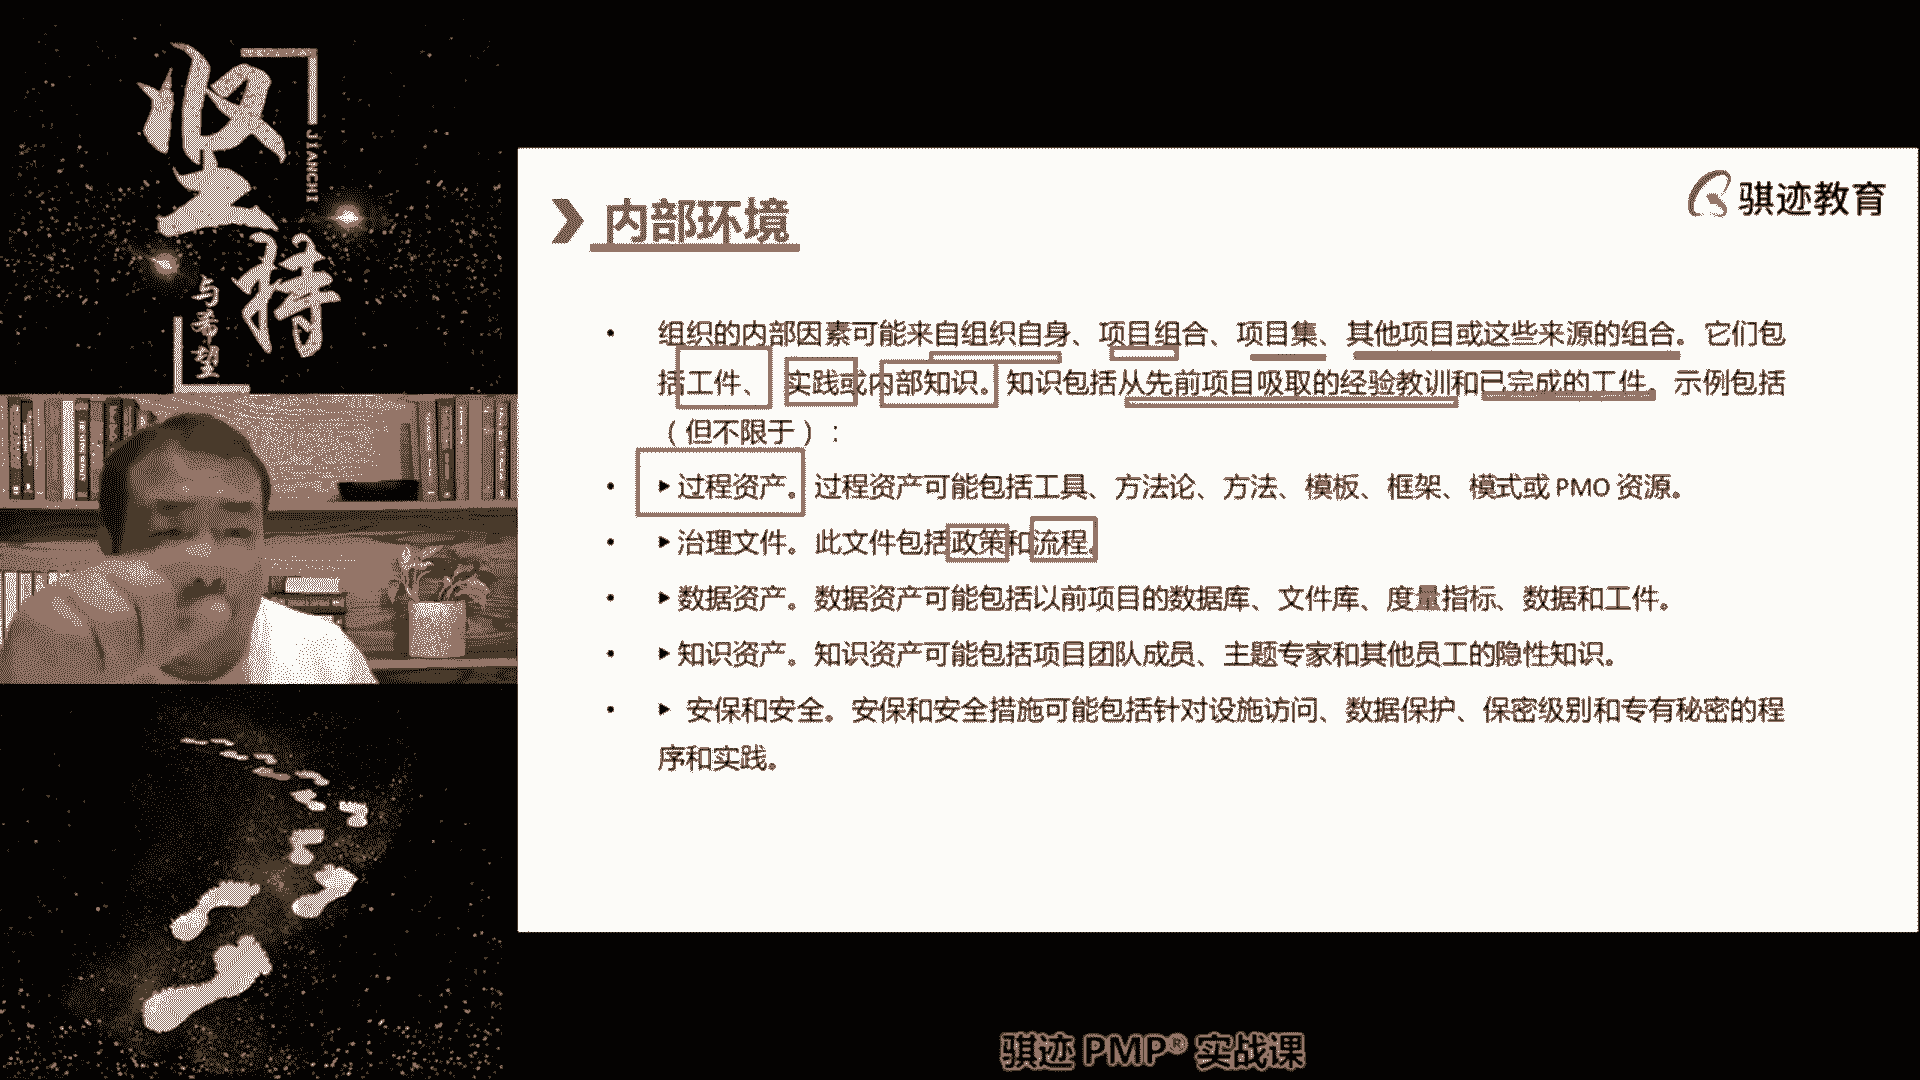 坚持
JIANCHI
与希望
内部环境
骐迹教育
• 组织的内部因素可能来自组织自身、项目组合、项目集、其他项目或这些来源的组合。它们包
括工件、实践或内部知识。知识包括从先前项目吸取的经验教训和已完成的工件。示例包括
（但不限于）：
• ▶过程资产。过程资产可能包括工具、方法论、方法、模板、框架、模式或 PMO 资源。
• ▶治理文件。此文件包括政策和流程。
• ▶数据资产。数据资产可能包括以前项目的数据库、文件库、度量指标、数据和工件。
• ▶知识资产。知识资产可能包括项目团队成员、主题专家和其他员工的隐性知识。
• ▶ 安保和安全。安保和安全措施可能包括针对设施访问、数据保护、保密级别和专有秘密的程
序和实践。
骐迹 PMP® 实战课